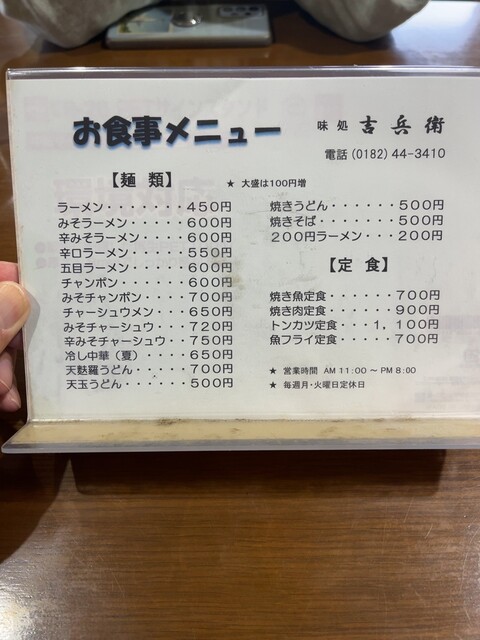 お食事メニュー
味処 吉兵衛
電話 (0182) 44-3410
【麺 類】
★ 大盛は100円増
ラーメン・・・・・・・450円
みそラーメン・・・・・600円
辛みそラーメン・・・・600円
辛口ラーメン・・・・・550円
五目ラーメン・・・・・600円
チャンポン・・・・・・600円
みそチャンポン・・・・700円
チャーシュウメン・・・650円
みそチャーシュウ・・・720円
辛みそチャーシュウ・・750円
冷し中華（夏）・・・・650円
天麩羅うどん・・・・・700円
天玉うどん・・・・・・500円
焼きうどん・・・・・・500円
焼きそば・・・・・・・500円
200円ラーメン・・・200円
【定 食】
焼き魚定食・・・・・・700円
焼き肉定食・・・・・・900円
トンカツ定食・・・1，100円
魚フライ定食・・・・・700円
★ 営業時間 AM 11:00 ～ PM 8:00
★ 毎週月・火曜日定休日